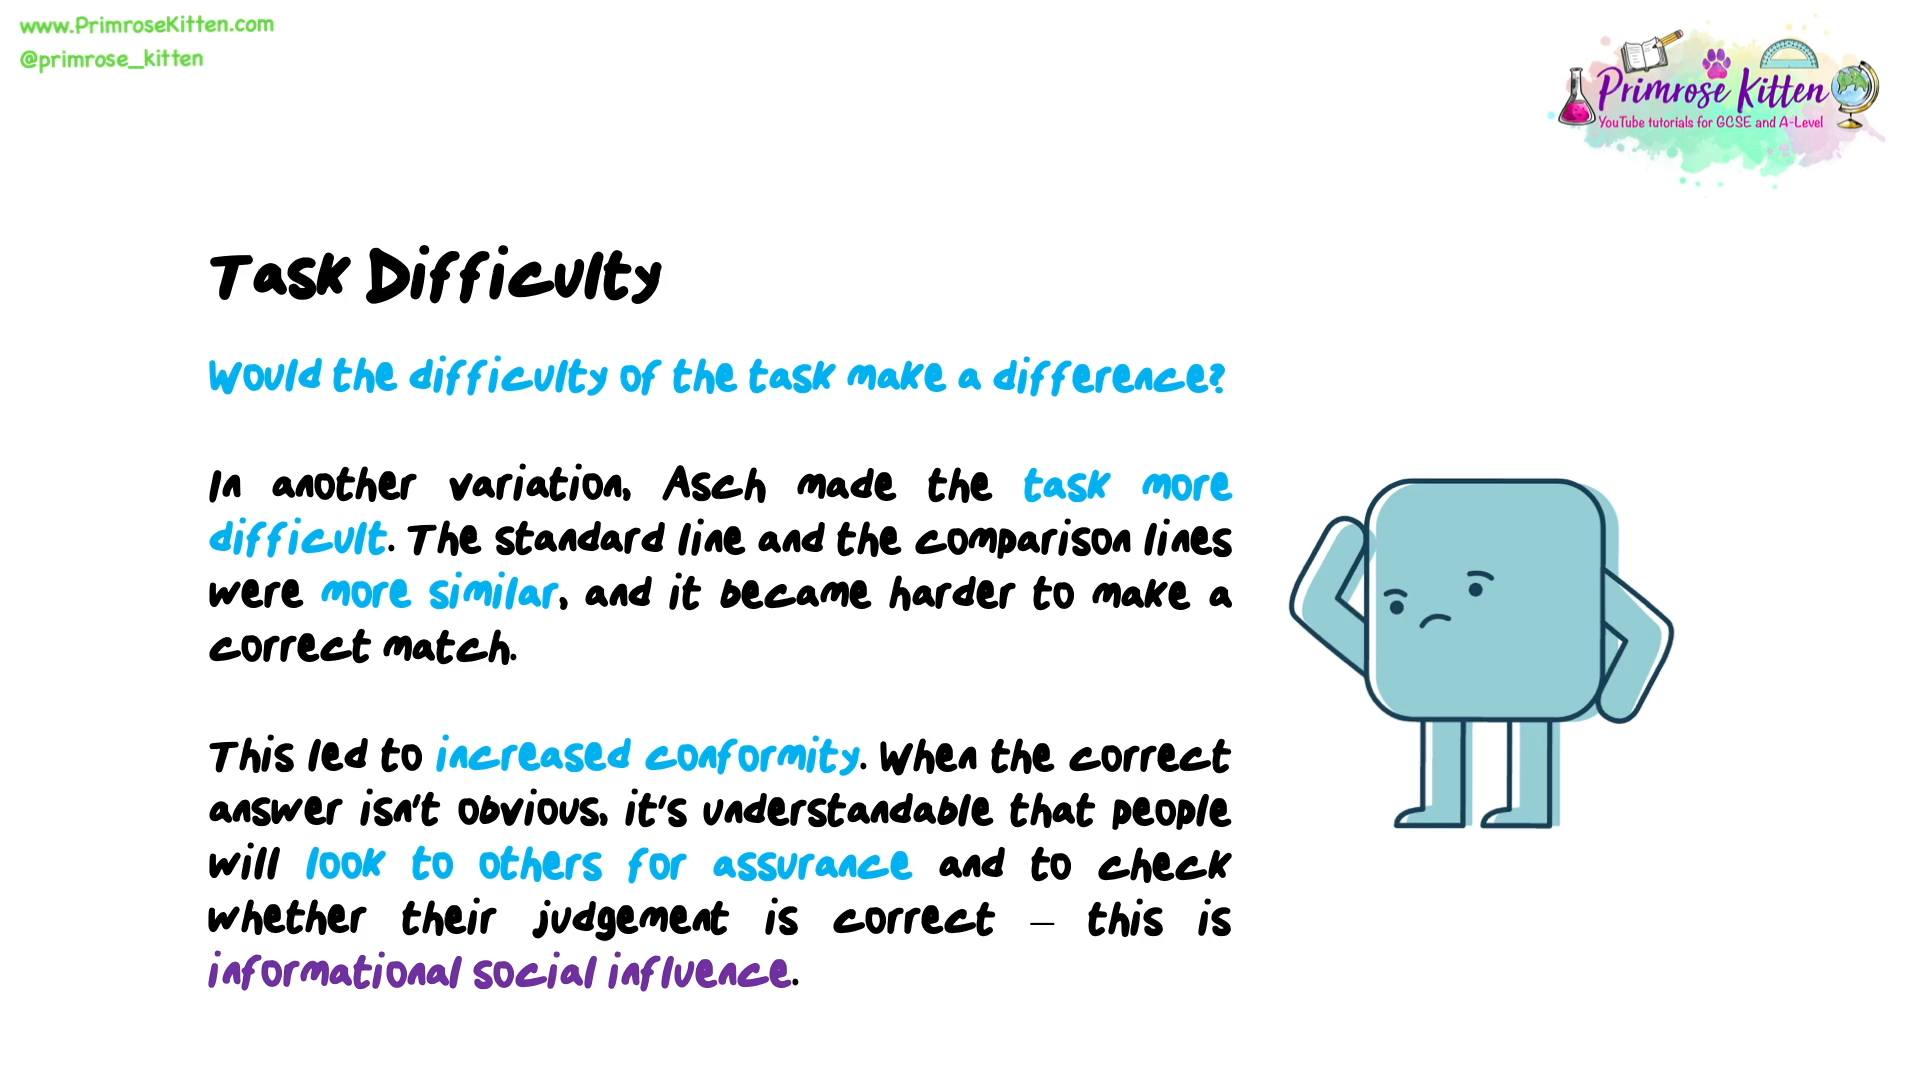 www.PrimroseKitten.com
@primrose_kitten
Primrose Kitten
YouTube tutorials for GCSE and A-Level
Task Difficulty
Would the difficulty of the task make a difference?
In another variation, Asch made the task more
difficult. The standard line and the comparison lines
were more similar, and it became harder to make a
correct match.
This led to increased conformity. When the correct
answer isn't obvious, it's understandable that people
will look to others for assurance and to check
whether their judgement is correct – this is
informational social influence.